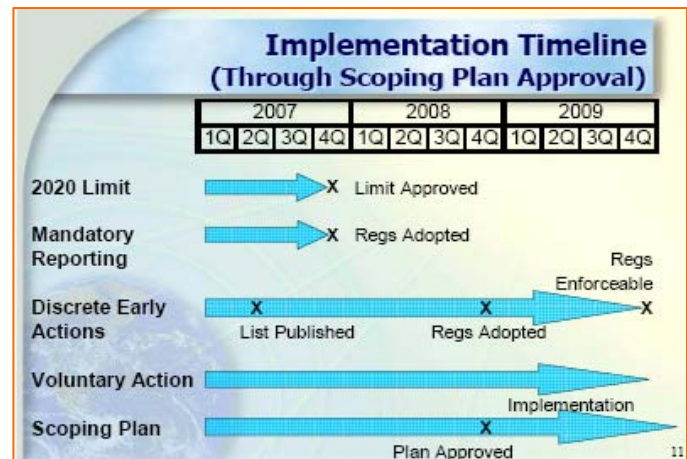 Implementation Timeline
(Through Scoping Plan Approval)
2007 2008 2009
1Q 2Q 3Q 4Q 1Q 2Q 3Q 4Q 1Q 2Q 3Q 4Q
2020 Limit X Limit Approved
Mandatory
Reporting X Regs Adopted
Regs
Enforceable
Discrete Early
Actions X X X
List Published Regs Adopted
Voluntary Action
Implementation
Scoping Plan X
Plan Approved
11